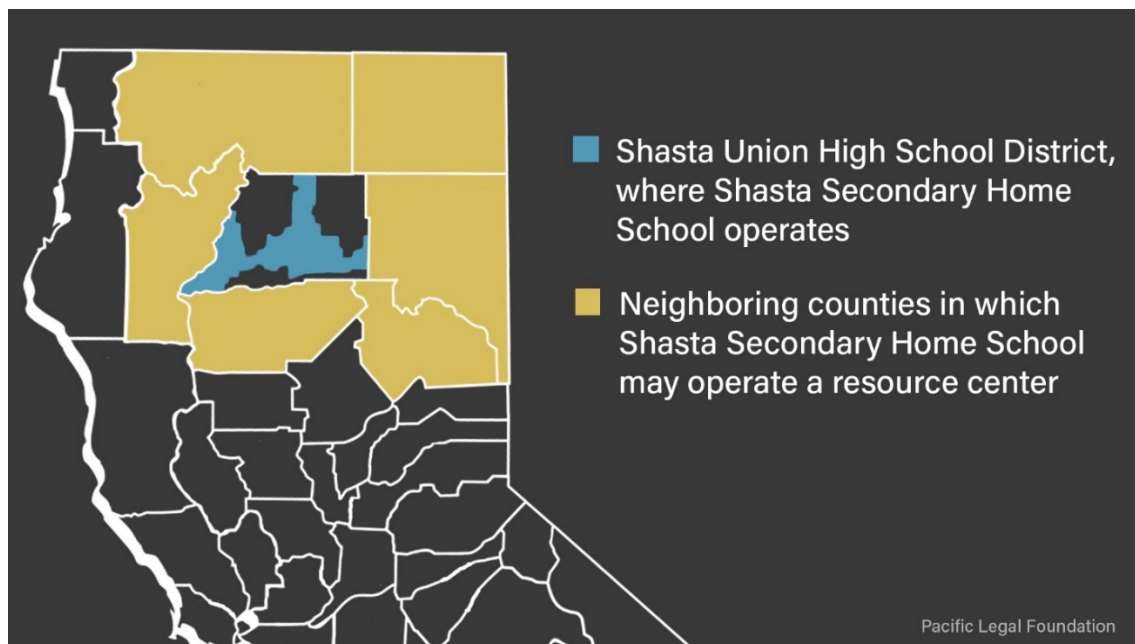 Shasta Union High School District,
where Shasta Secondary Home
School operates
Neighboring counties in which
Shasta Secondary Home School
may operate a resource center
Pacific Legal Foundation